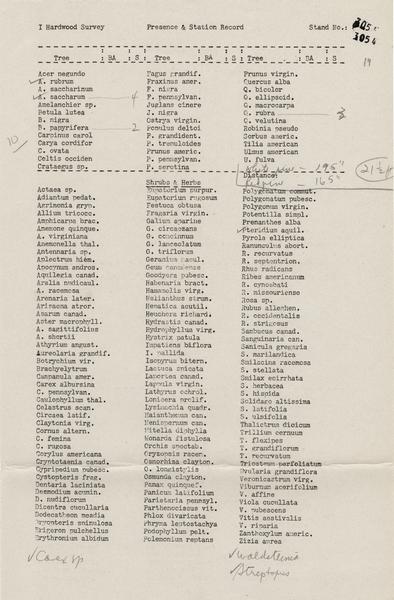 I Hardwood Survey Presence & Station Record Stand No.: 3054
Tree :BA : S : Tree :BA : S : Tree :BA : S
Acer negundo Fagus grandif. Prunus virgin.
A. rubrum Fraxinus amer. Quercus alba
A. saccharinum F. nigra Q. bicolor
A. saccharum 4 F. pennsylvan. Q. ellipsoid.
Amelanchier sp. Juglans cinere Q. macrocarpa
Betula lutea J. nigra Q. rubra
B. nigra Ostrya virgin. Q. velutina
B. papyrifera 2 Populus deltoi Robinia pseudo
Carpinus carol P. grandident. Sorbus americ.
Carya cordifor P. tremuloides Tilia american
C. ovata Prunus americ. Ulmus american
Celtis occiden P. pennsylvan. U. fulva
Crataegus sp. P. serotina
Distance:
Shrubs & Herbs
Actaea sp. Eupatorium purpur. Polygonatum commut.
Adiantum pedat. Eupatorium rugosum Polygonatum pubesc.
Agrimonia gryp. Festuca obtusa Polygonum virgin.
Allium tricocc. Fragaria virgin. Potentilla simpl.
Amphicarpa brac. Galium aparine Prenanthes alba
Anemone quinque. G. circaezans Pteridium aquil.
A. virginiana G. concinnum Pyrola elliptica
Anemonella thal. G. lanceolatum Ranunculus abort.
Antennaria sp. G. triflorum R. recurvatus
Aplectrum hiem. Geranium macul. R. septentrion.
Apocynum andros. Geum canadense Rhus radicans
Aquilegia canad. Goodyera pubesc. Ribes americanum
Aralia nudicaul. Habenaria bract. R. cynosbati
A. racemosa Hamamelis virg. R. missouriense
Arenaria later. Helianthus strum. Rosa sp.
Arisaema atror. Hepatica acutil. Rubus alleghen.
Asarum canad. Heuchera richard. R. occidentalis
Aster macrophyll. Hydrastis canad. R. strigosus
A. sagittifolius Hydrophyllum virg. Sambucus canad.
A. shortii Hystrix patula Sanguinaria can.
Athyrium angust. Impatiens biflora Sanicula gregaria
Aureolaria grandif. I. pallida S. marilandica
Botrychium vir. Isopyrum bitern. Smilacina racemosa
Brachyelytrum Lactuca spicata S. stellata
Campanula amer. Laportea canad. Smilax ecirrhata
Carex albursina Lappula virgin. S. herbacea
C. pennsylvan. Lathyrus ochrol. S. hispida
Caulophyllum thal. Lonicera prolif. Solidago altissima
Celastrus scan. Lysimachia quadr. S. latifolia
Circaea latif. Maianthemum can. S. ulmifolia
Claytonia virg. Menispermum can. Thalictrum dioicum
Cornus altern. Mitella diphylla Trillium cernuum
C. femina Monarda fistulosa T. flexipes
C. rugosa Orchis spectab. T. grandiflorum
Corylus americana Oryzopsis racem. T. recurvatum
Cryptotaenia canad. Osmorhiza clayton. Triosteum perfoliatum
Cypripedium pubesc. O. longistylis Uvularia grandiflora
Cystopteris frag. Osmunda clayton. Veronicastrum virg.
Dentaria laciniata Panax quinquef. Viburnum acerifolium
Desmodium acumin. Panicum latifolium V. affine
D. nudiflorum Parietaria pennsyl. Viola cucullata
Dicentra cucullaria Parthenocissus vit. V. pubescens
Dodecatheon meadia Phlox divaricata Vitis aestivalis
Dryopteris spinulosa Phryma leptostachya V. riparia
Erigeron pulchellus Podophyllum pelt. Zanthoxylum americ.
Erythronium albidum Polemonium reptans Zizia aurea
Carex sp Waldsteinia
Streptopus